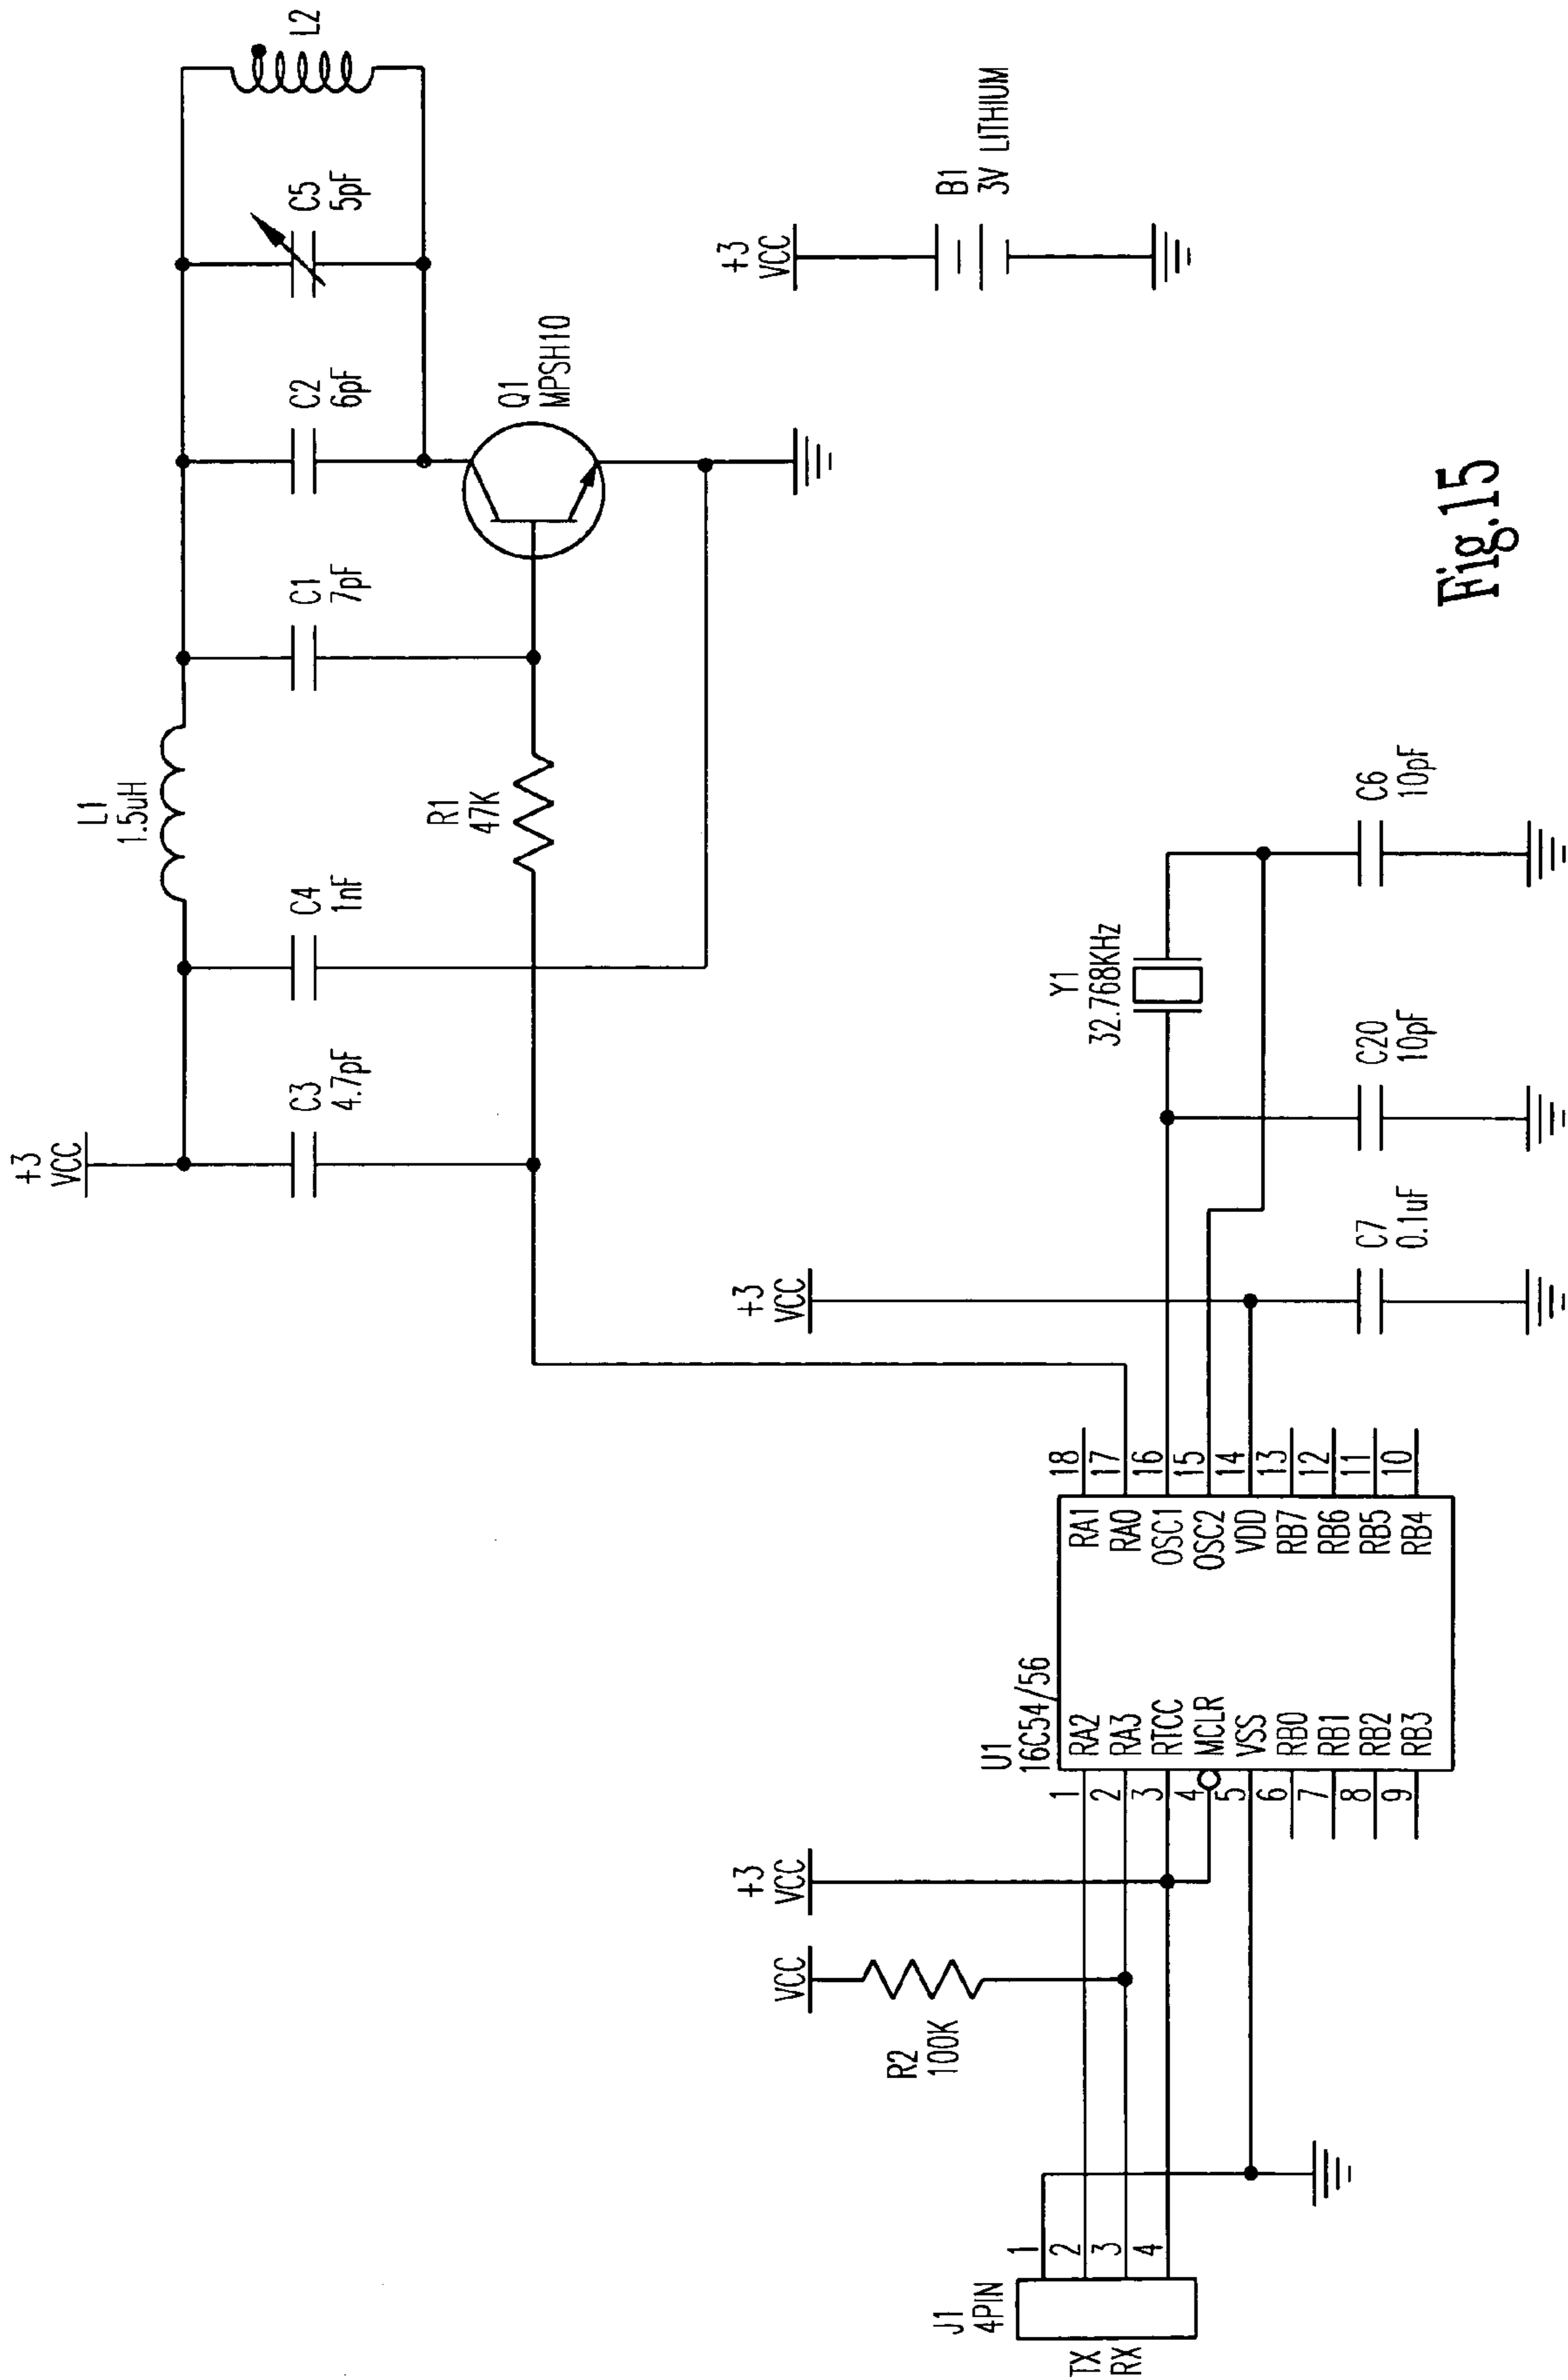 +3
VCC
C3
4.7pF
C4
1nF
L1
1.5uH
C1
7pF
C2
6pF
C5
5pF
L2
R1
47K
Q1
MPSH10
+3
VCC
B1
3V LITHIUM
J1
4PIN
TX
RX
1
2
3
4
VCC
R2
100K
+3
VCC
U1
16C54/56
1
2
3
4
5
6
7
8
9
RA2
RA3
RTCC
MCLR
VSS
RB0
RB1
RB2
RB3
RA1
RA0
OSC1
OSC2
VDD
RB7
RB6
RB5
RB4
18
17
16
15
14
13
12
11
10
+3
VCC
C7
0.1uF
C20
10pF
Y1
32.768KHz
C6
10pF
Fig.15